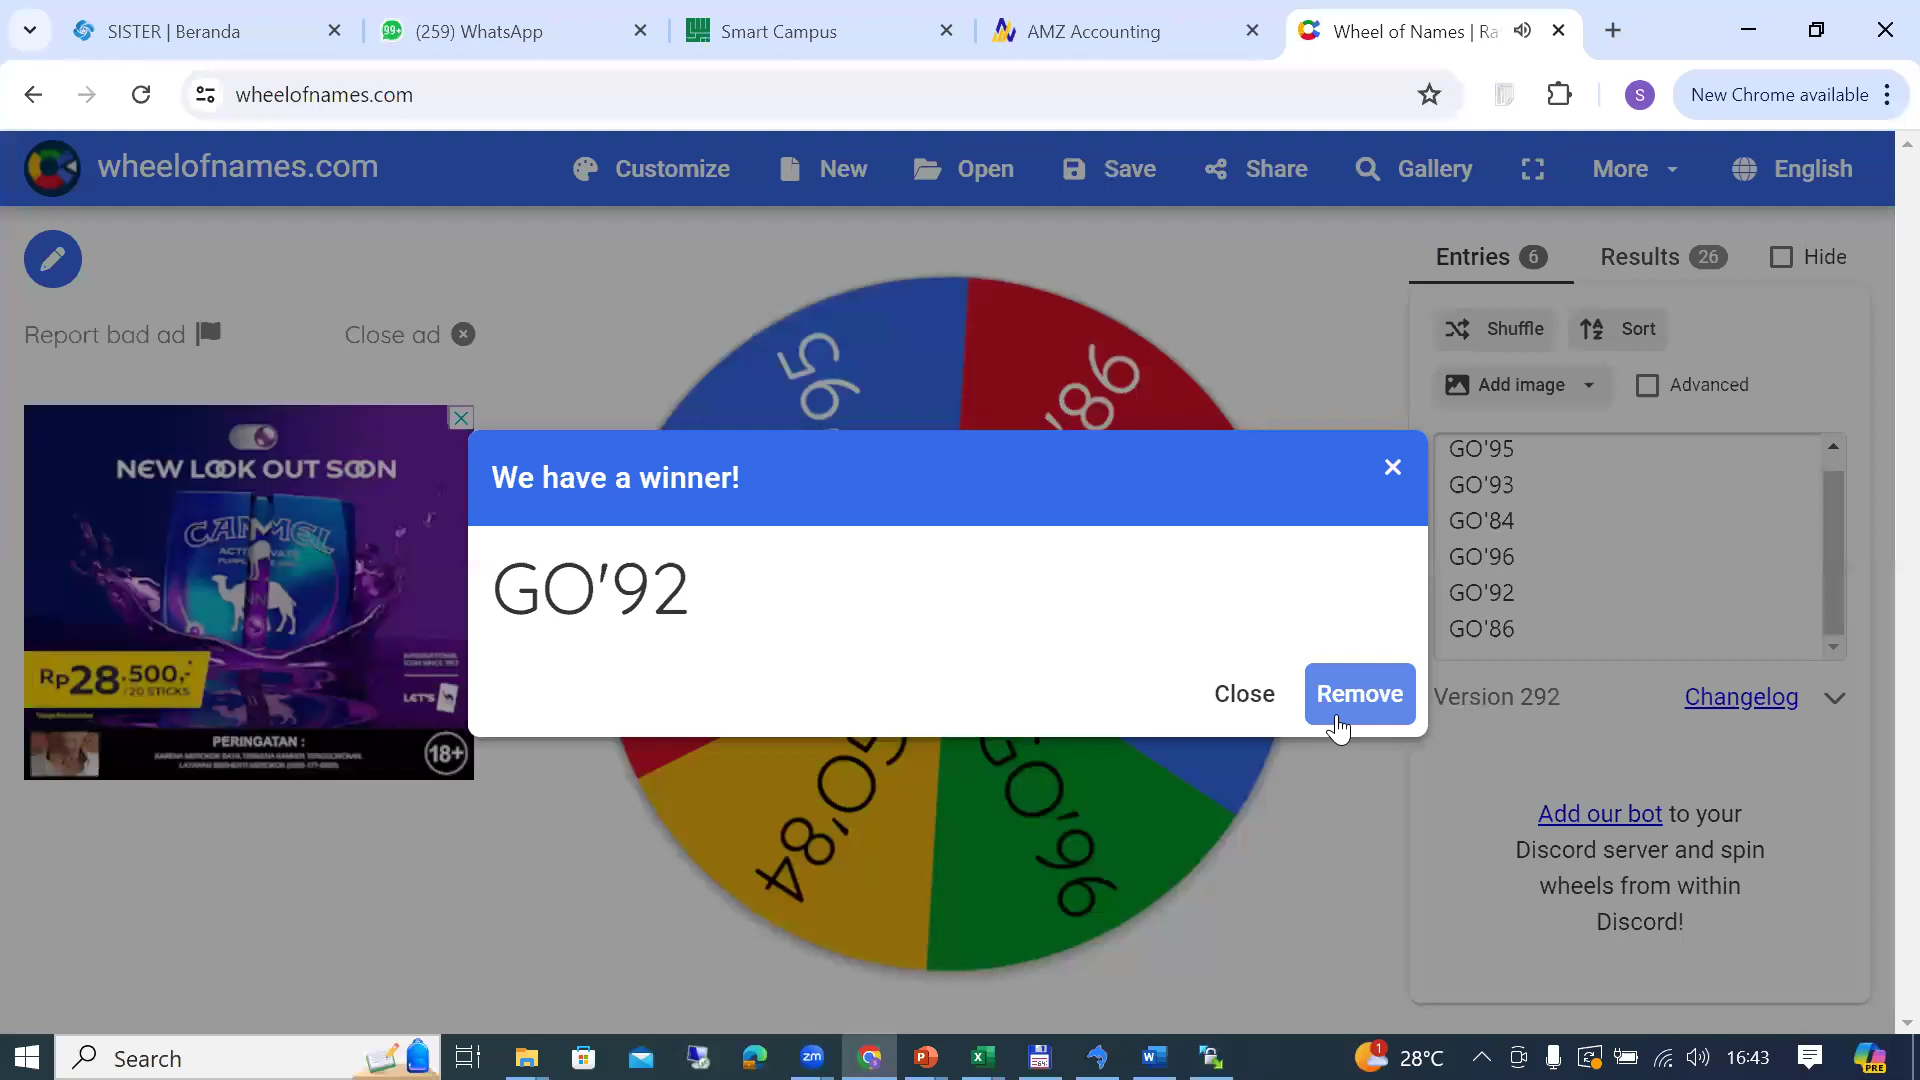 SISTER | Beranda
(259) WhatsApp
Smart Campus
AMZ Accounting
Wheel of Names | Ra
wheelofnames.com
S
New Chrome available
wheelofnames.com
Customize
New
Open
Save
Share
Gallery
More
English
Report bad ad
Close ad
NEW LOOK OUT SOON
CAMEL
Rp28.500,-
/20 STICKS
LET'S
PERINGATAN :
18+
'95
'86
GO'84
GO'96
We have a winner!
GO'92
Close
Remove
Entries 6
Results 26
Hide
Shuffle
Sort
Add image
Advanced
GO'95
GO'93
GO'84
GO'96
GO'92
GO'86
Version 292
Changelog
Add our bot to your
Discord server and spin
wheels from within
Discord!
Search
zm
1
28°C
16:43
PRE